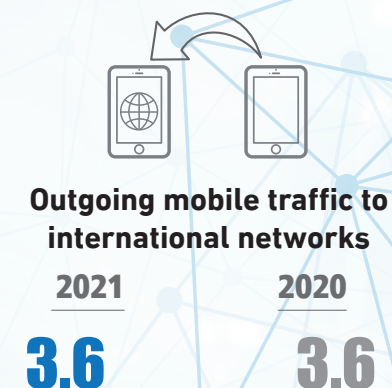 Outgoing mobile traffic to
international networks
2021 2020
3.6 3.6